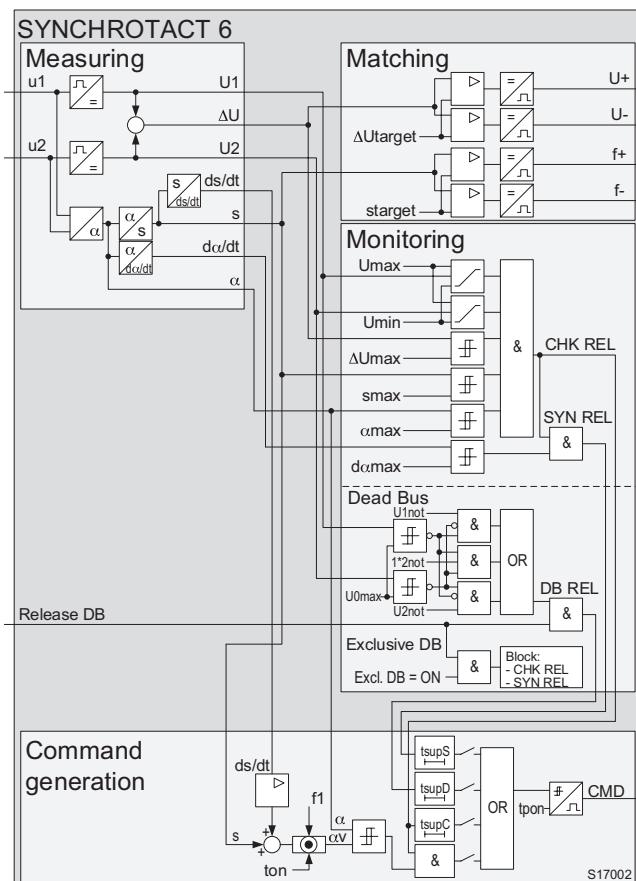 SYNCHROTACT 6
Measuring
u1
U1
ΔU
u2
U2
s
ds/dt
ds/dt
α
α
s
s
α
dα/dt
dα/dt
α
Matching
U+
U-
ΔUtarget
f+
f-
starget
Monitoring
Umax
Umin
ΔUmax
smax
αmax
dαmax
&
CHK REL
SYN REL
&
Dead Bus
U1not
&
1*2not
&
OR
U0max
U2not
&
DB REL
&
Release DB
Exclusive DB
Excl. DB = ON
&
Block:
- CHK REL
- SYN REL
Command
generation
ds/dt
f1
s
+
+
ton
α
αv
tsupS
tsupD
tsupC
&
OR
tpon
CMD
S17002
=
=
=
=
=
=